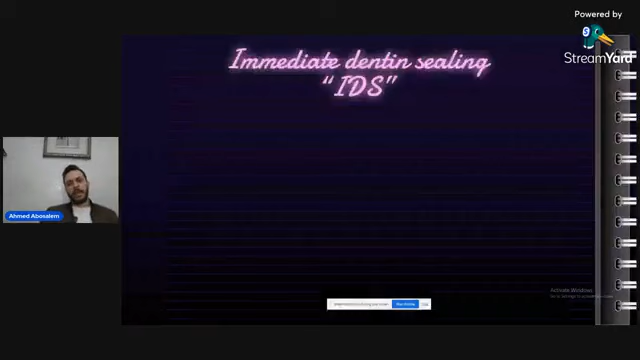 Powered by
StreamYard
Immediate dentin sealing
“IDS”
Ahmed Abosalem
Activate Windows